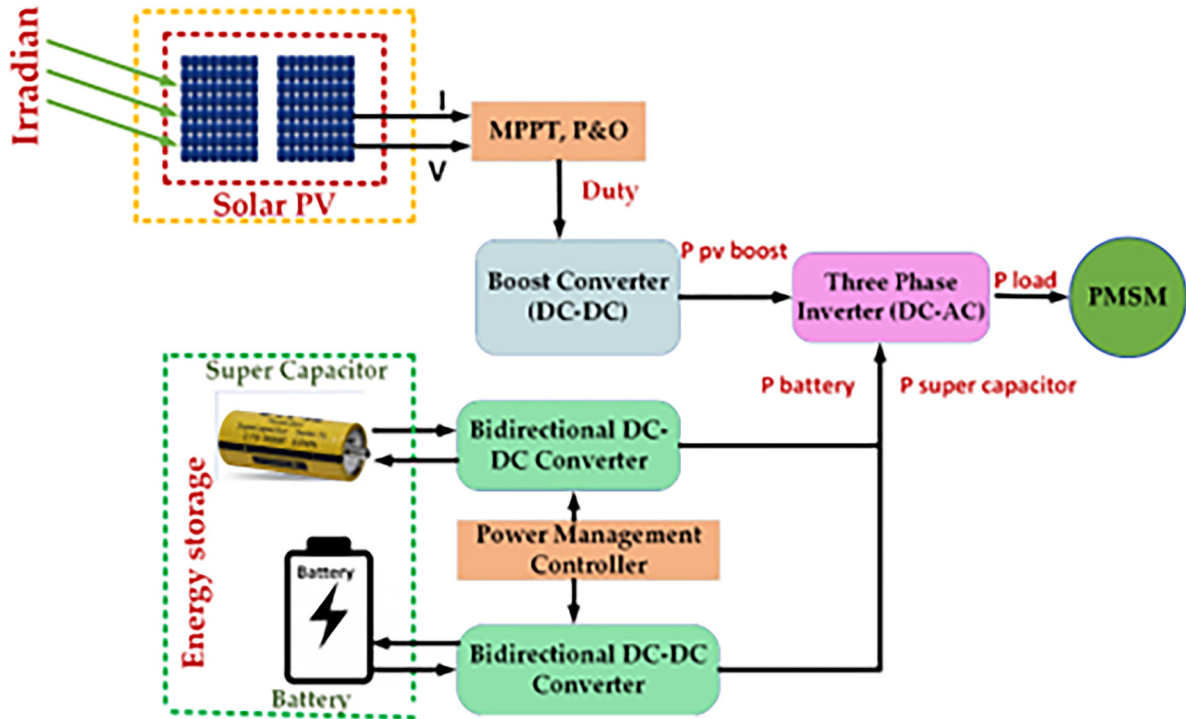 Irradian
I
V
MPPT, P&O
Solar PV
Duty
P pv boost
Boost Converter
(DC-DC)
Three Phase
Inverter (DC-AC)
P load
PMSM
Super Capacitor
P battery
P super capacitor
Bidirectional DC-
DC Converter
Energy storage
Power Management
Controller
Battery
Bidirectional DC-DC
Converter
Battery